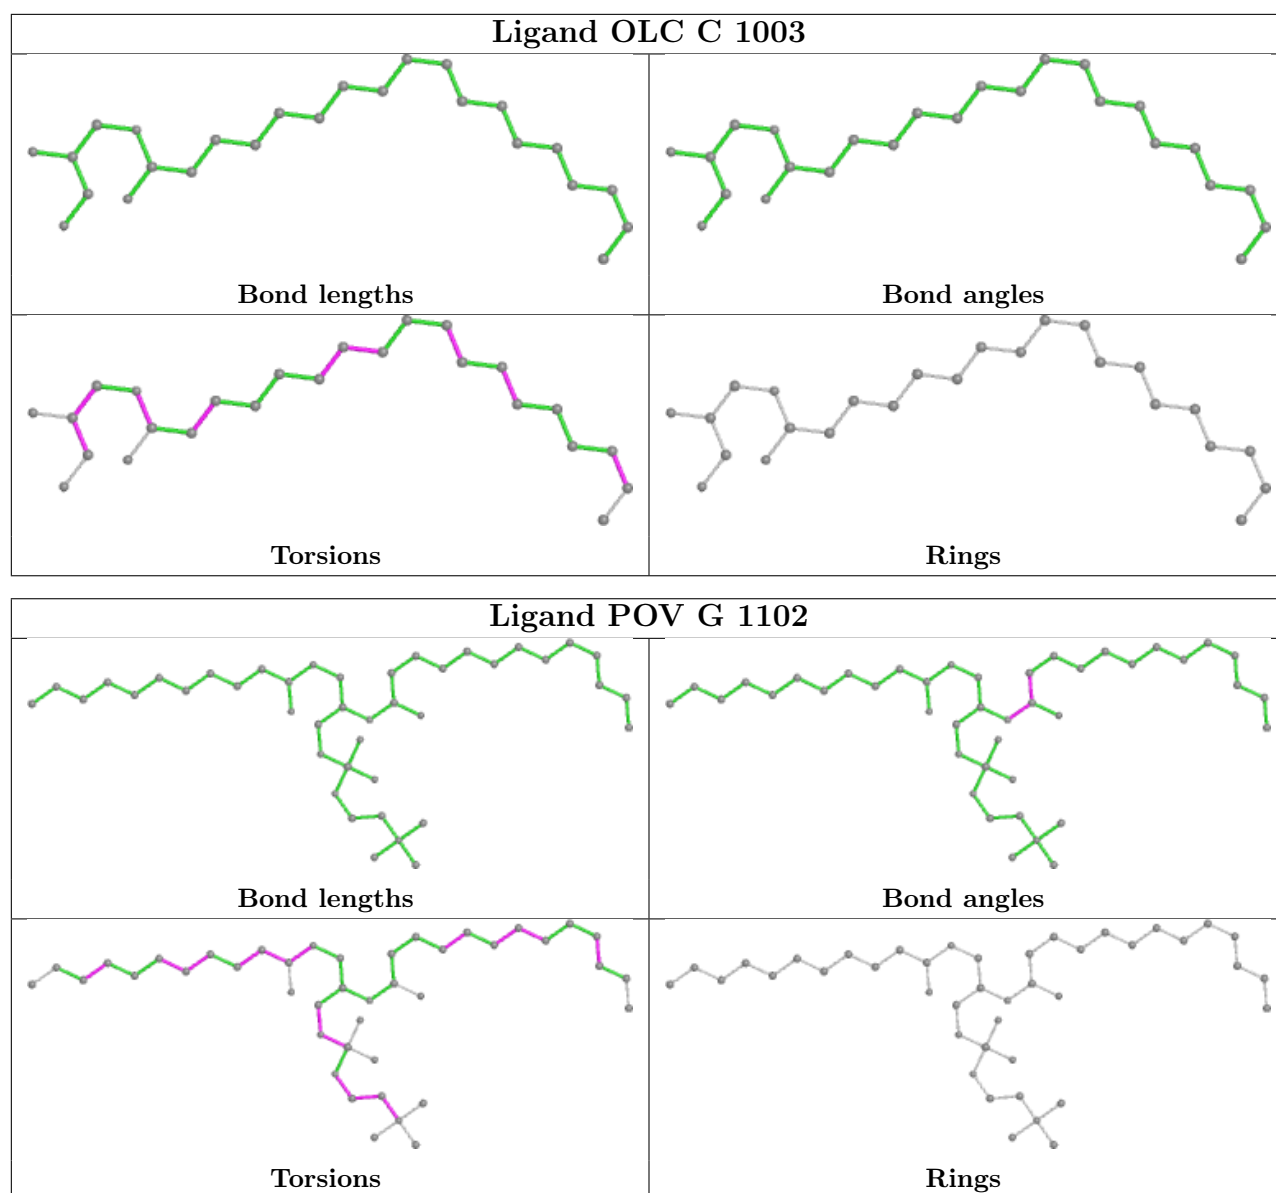 Ligand OLC C 1003
Bond lengths
Bond angles
Torsions
Rings
Ligand POV G 1102
Bond lengths
Bond angles
Torsions
Rings